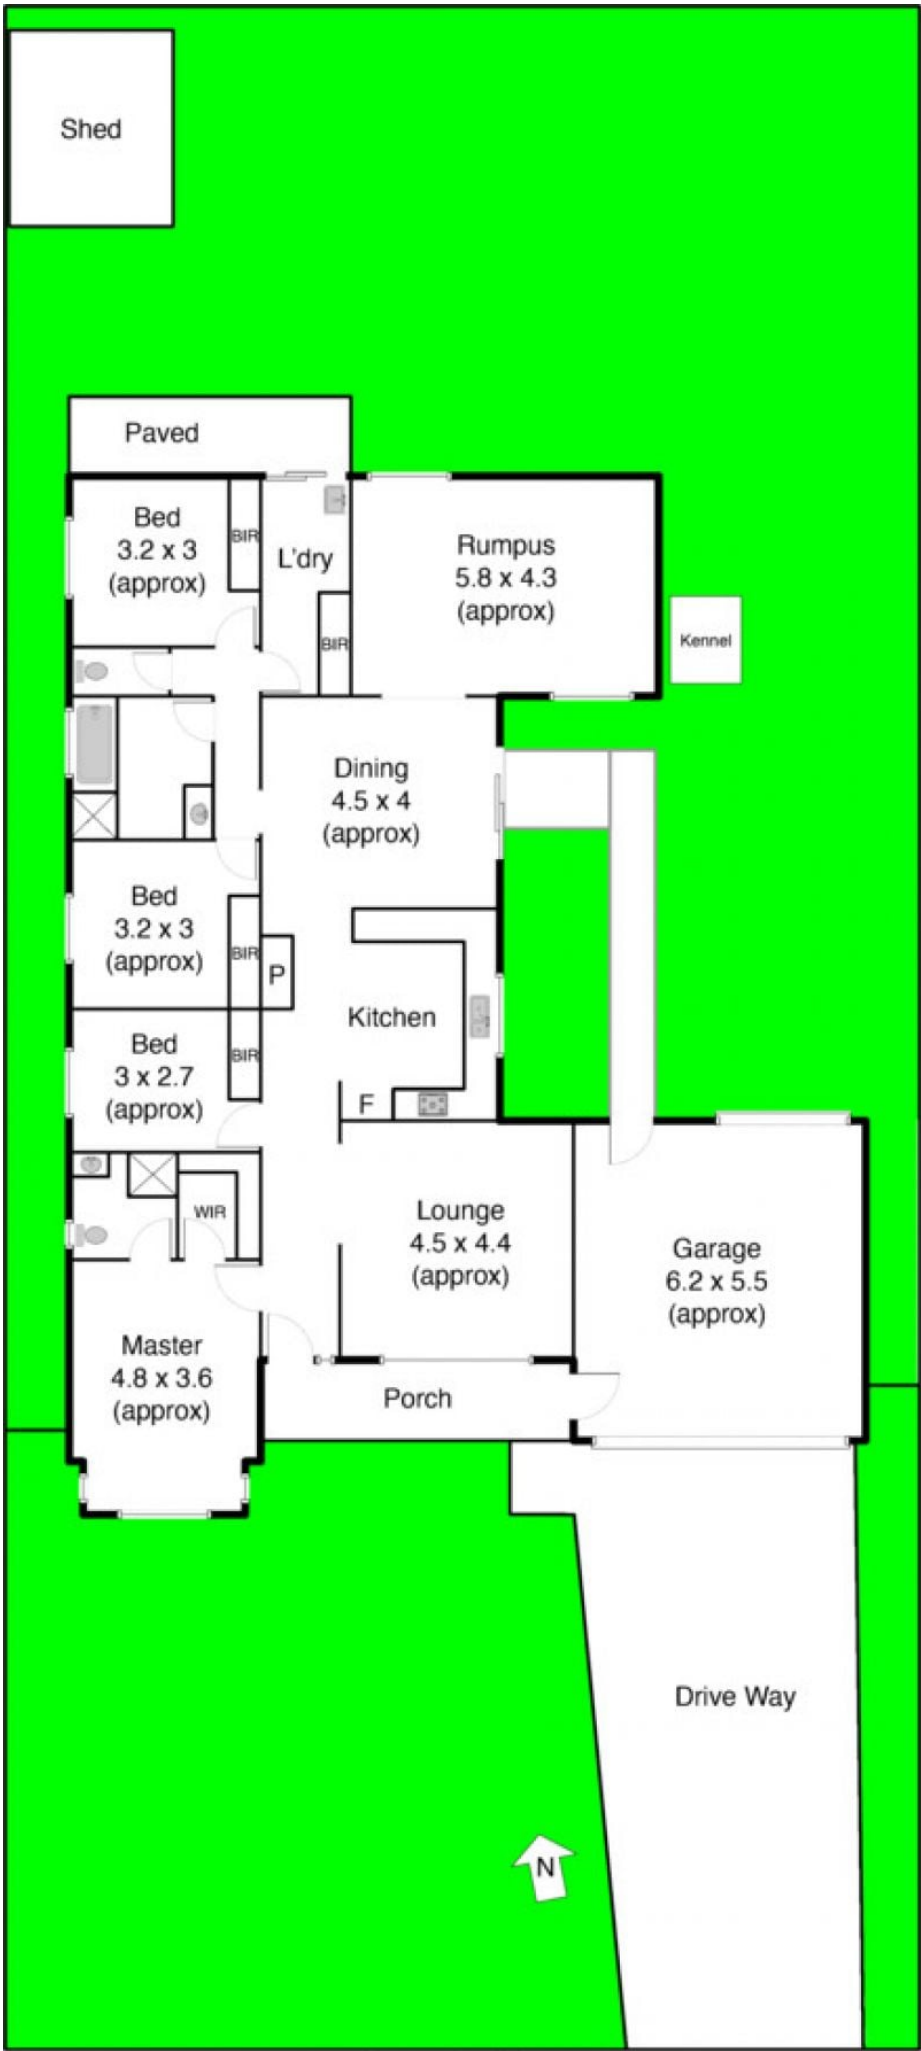 Shed
Paved
Bed
3.2 x 3
(approx)
BIR
L'dry
BIR
Rumpus
5.8 x 4.3
(approx)
Kennel
Dining
4.5 x 4
(approx)
Bed
3.2 x 3
(approx)
BIR
P
Kitchen
Bed
3 x 2.7
(approx)
BIR
F
WIR
Lounge
4.5 x 4.4
(approx)
Garage
6.2 x 5.5
(approx)
Master
4.8 x 3.6
(approx)
Porch
Drive Way
N